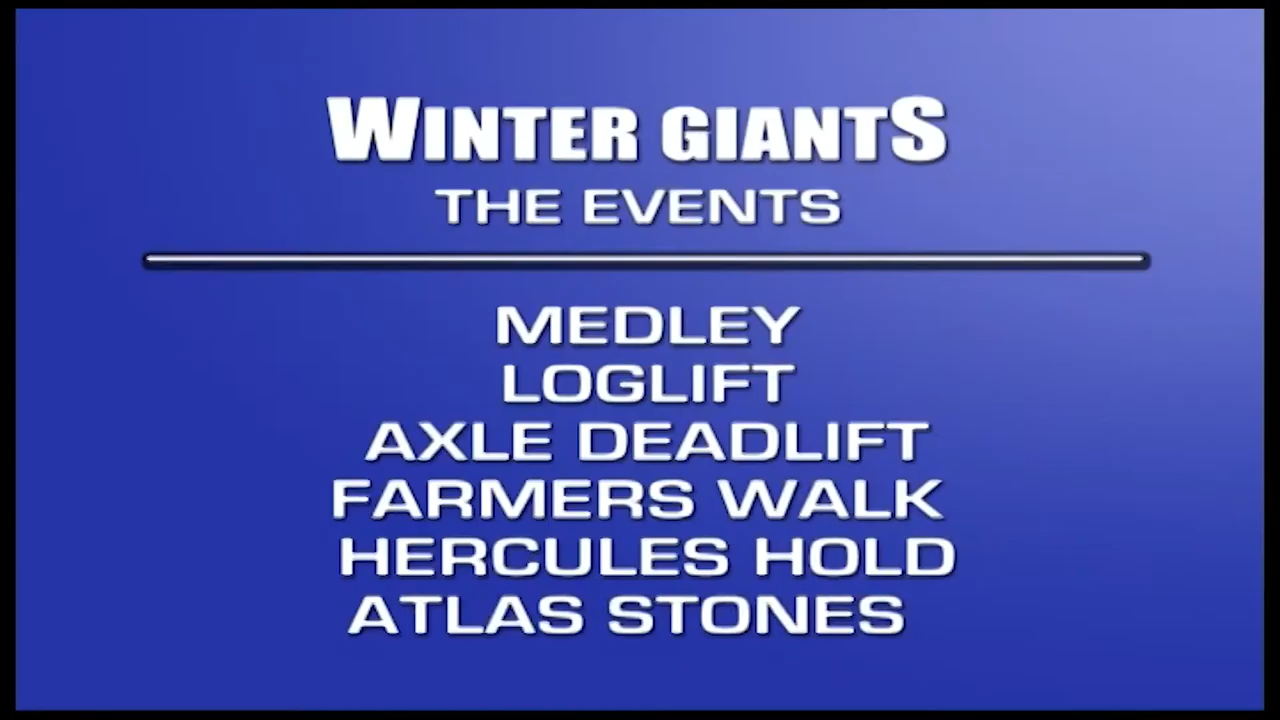 WINTER GIANTS
THE EVENTS
MEDLEY
LOGLIFT
AXLE DEADLIFT
FARMERS WALK
HERCULES HOLD
ATLAS STONES